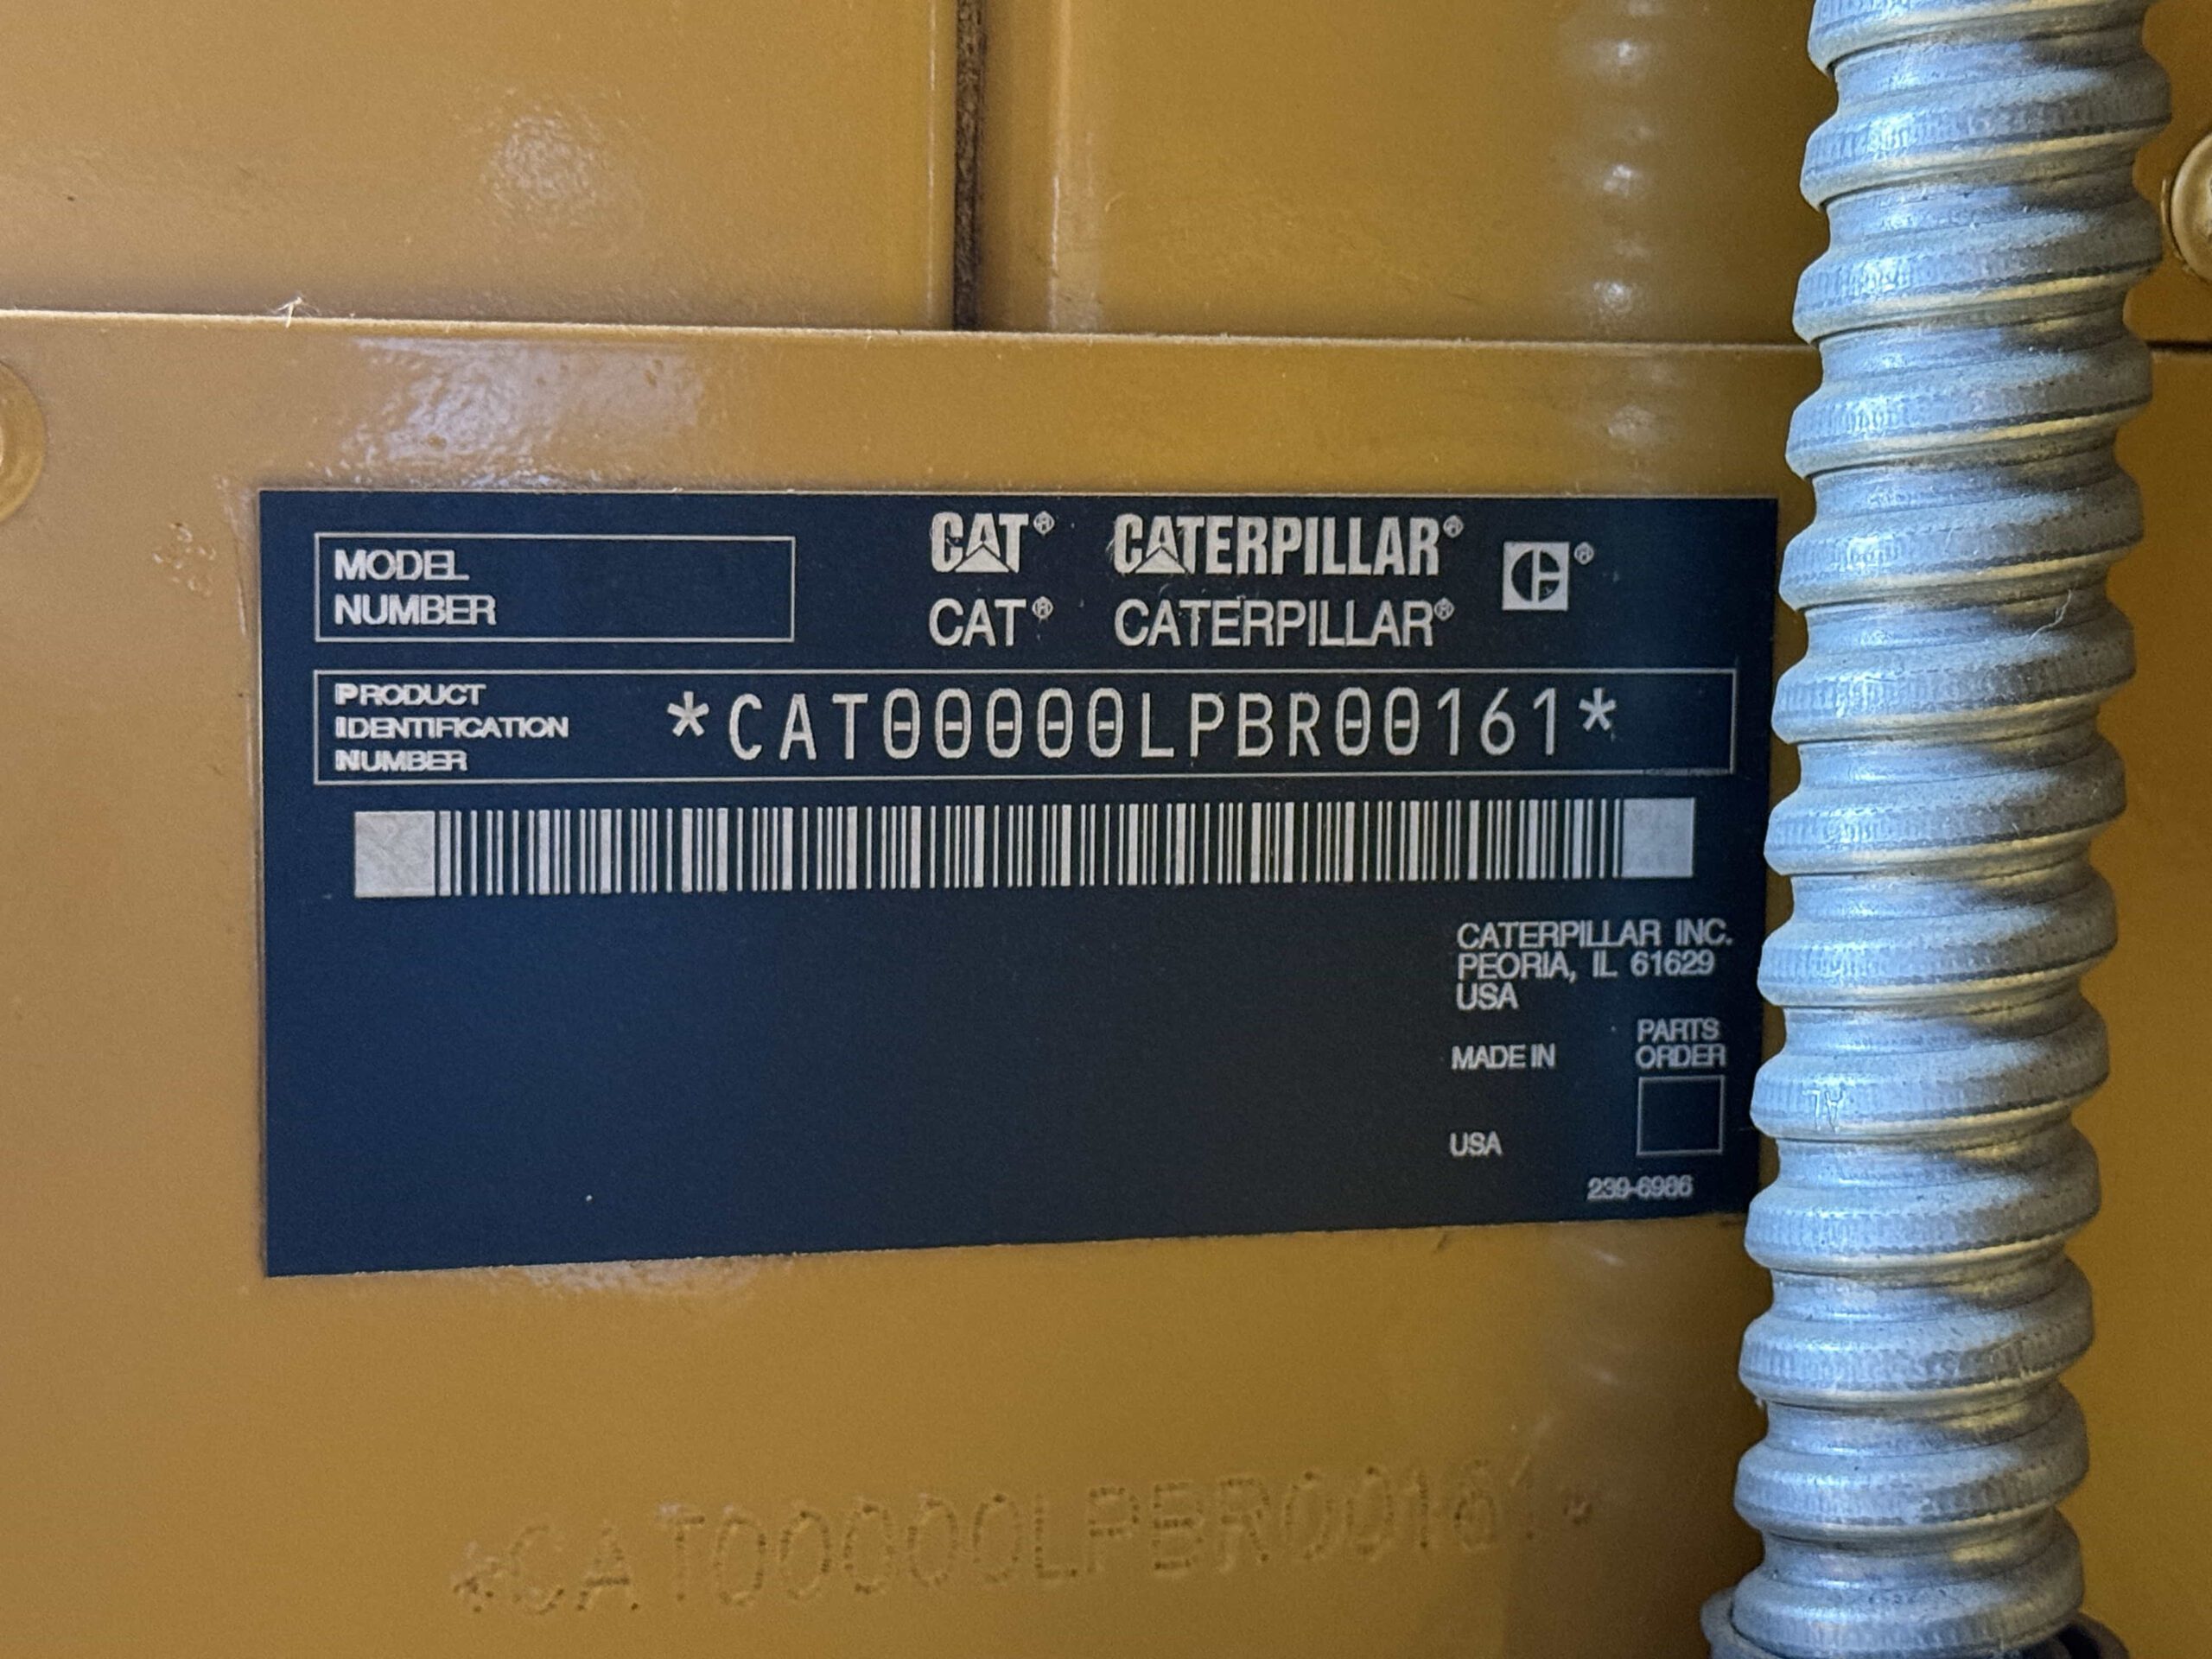 MODEL
NUMBER
CAT® CATERPILLAR®
CAT® CATERPILLAR®
PRODUCT
IDENTIFICATION
NUMBER
*CAT00000LPBR00161*
CATERPILLAR INC.
PEORIA, IL 61629
USA
MADE IN
USA
PARTS
ORDER
239-6986
*CAT00000LPBR00161*